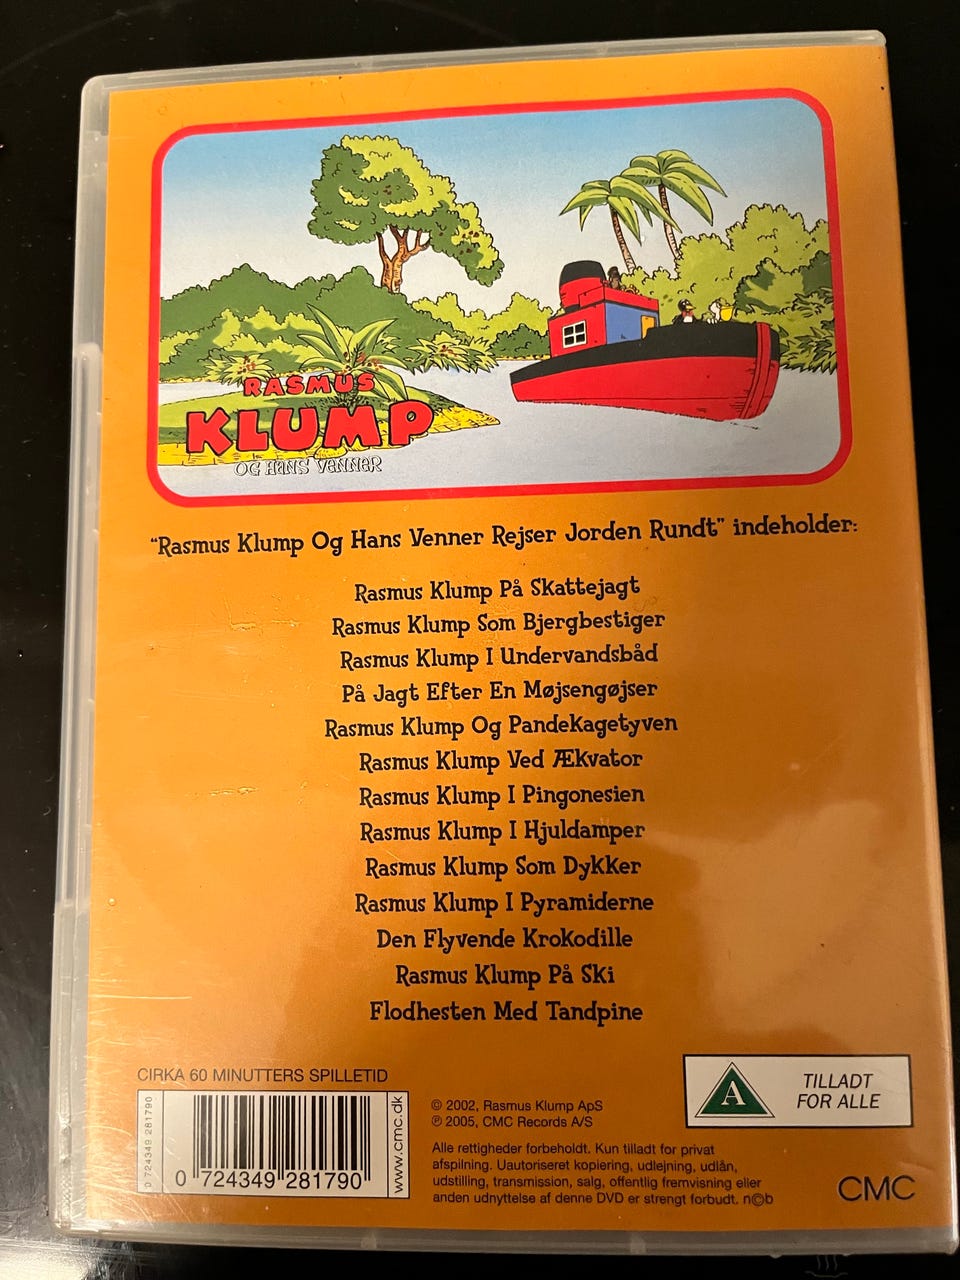 RASMUS
KLUMP
OG HANS VENNER
"Rasmus Klump Og Hans Venner Rejser Jorden Rundt" indeholder:
Rasmus Klump På Skattejagt
Rasmus Klump Som Bjergbestiger
Rasmus Klump I Undervandsbåd
På Jagt Efter En Møjsengøjser
Rasmus Klump Og Pandekagetyven
Rasmus Klump Ved Ækvator
Rasmus Klump I Pingonesien
Rasmus Klump I Hjuldamper
Rasmus Klump Som Dykker
Rasmus Klump I Pyramiderne
Den Flyvende Krokodille
Rasmus Klump På Ski
Flodhesten Med Tandpine
CIRKA 60 MINUTTERS SPILLETID
0 724349 281790
0 724349 281790
www.cmc.dk
© 2002, Rasmus Klump ApS
℗ 2005, CMC Records A/S
Alle rettigheder forbeholdt. Kun tilladt for privat
afspilning. Uautoriseret kopiering, udlejning, udlån,
udstilling, transmission, salg, offentlig fremvisning eller
anden udnyttelse af denne DVD er strengt forbudt. n©b
A
TILLADT
FOR ALLE
CMC